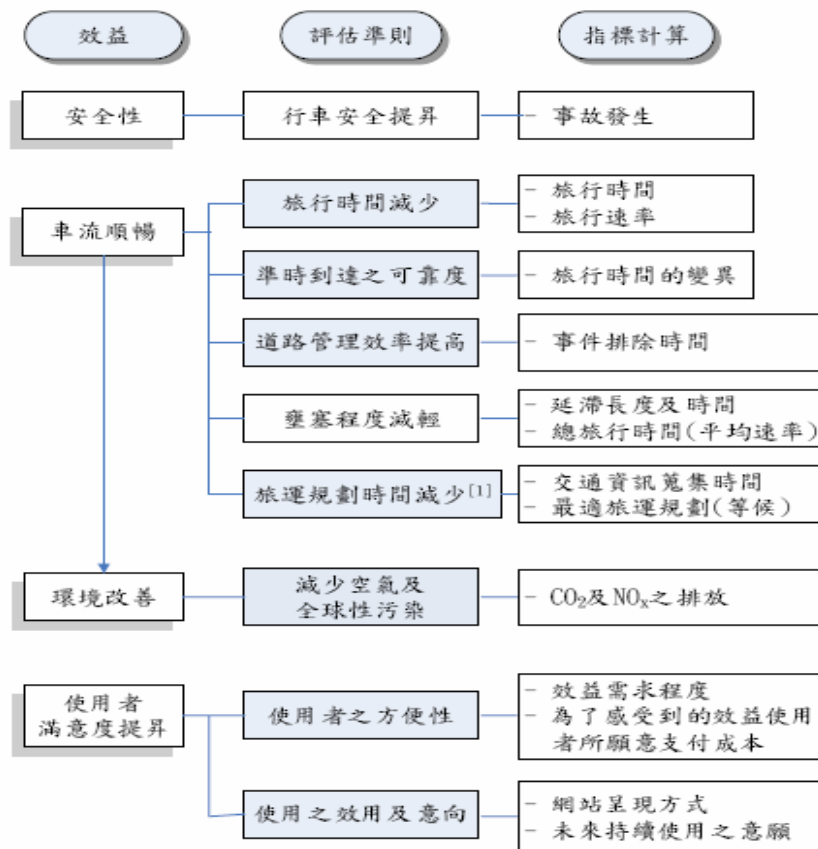 效益
評估準則
指標計算
安全性
行車安全提昇
- 事故發生
車流順暢
旅行時間減少
- 旅行時間
- 旅行速率
準時到達之可靠度
- 旅行時間的變異
道路管理效率提高
- 事件排除時間
壅塞程度減輕
- 延滯長度及時間
- 總旅行時間(平均速率)
旅運規劃時間減少[1]
- 交通資訊蒐集時間
- 最適旅運規劃(等候)
環境改善
減少空氣及
全球性污染
- CO₂及NOₓ之排放
使用者
滿意度提昇
使用者之方便性
- 效益需求程度
- 為了感受到的效益使用
者所願意支付成本
使用之效用及意向
- 網站呈現方式
- 未來持續使用之意願